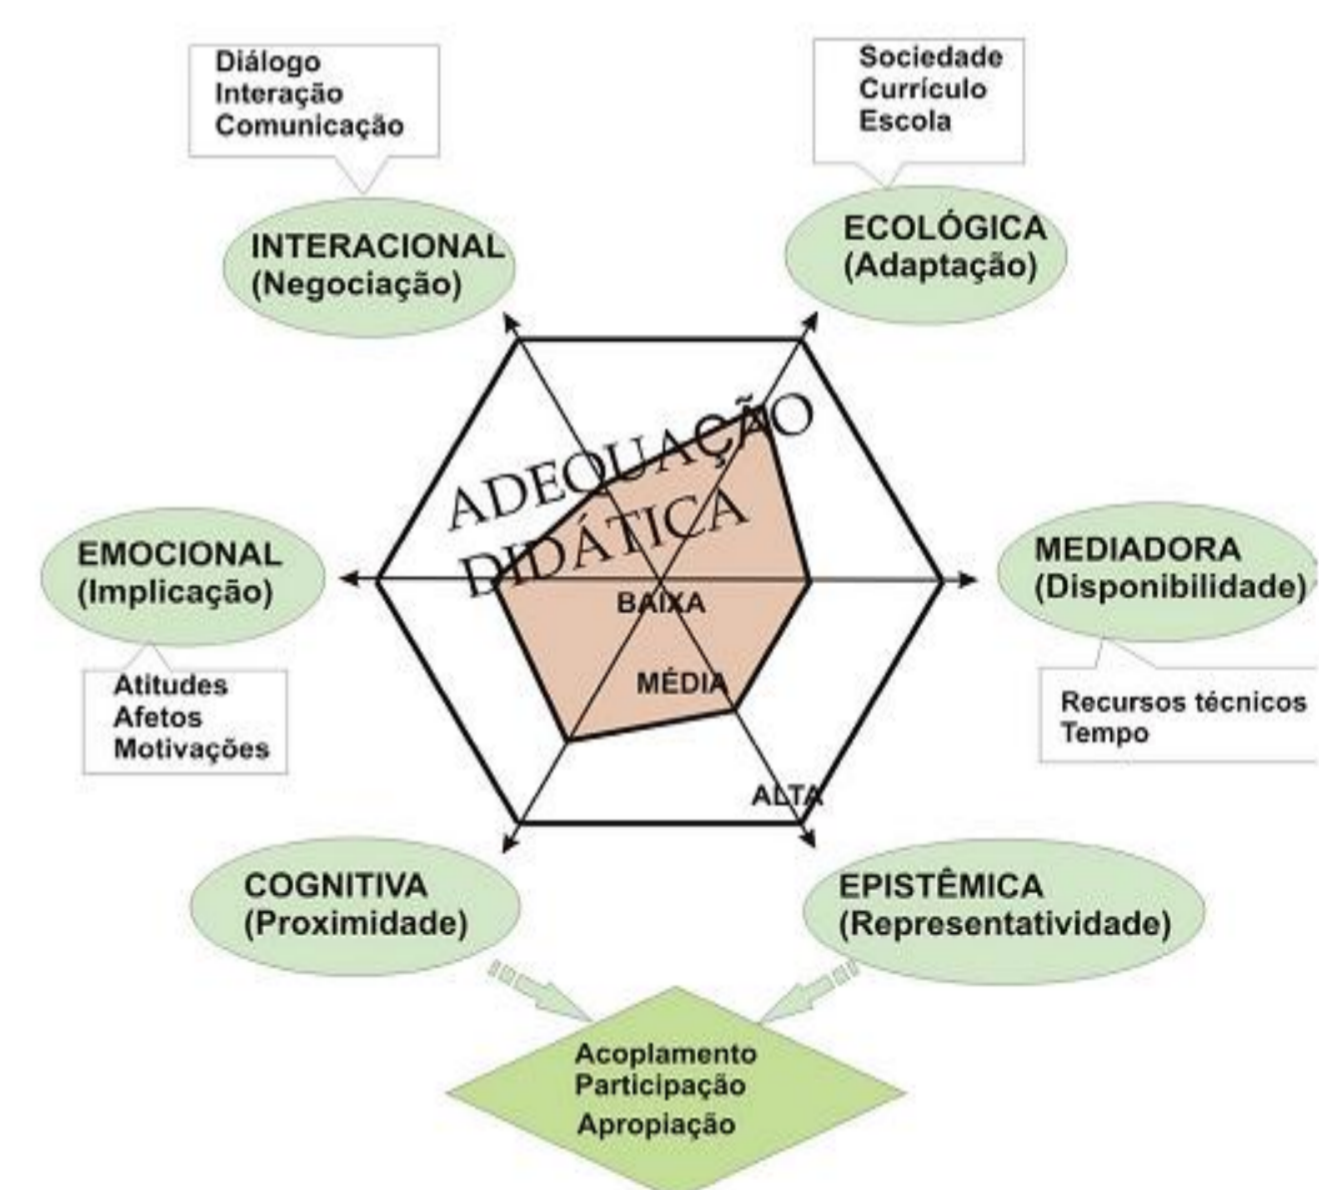 Diálogo
Interação
Comunicação
Sociedade
Currículo
Escola
INTERACIONAL
(Negociação)
ECOLÓGICA
(Adaptação)
ADEQUAÇÃO
DIDÁTICA
EMOCIONAL
(Implicação)
MEDIADORA
(Disponibilidade)
BAIXA
MÉDIA
ALTA
Atitudes
Afetos
Motivações
Recursos técnicos
Tempo
COGNITIVA
(Proximidade)
EPISTÊMICA
(Representatividade)
Acoplamento
Participação
Apropiação